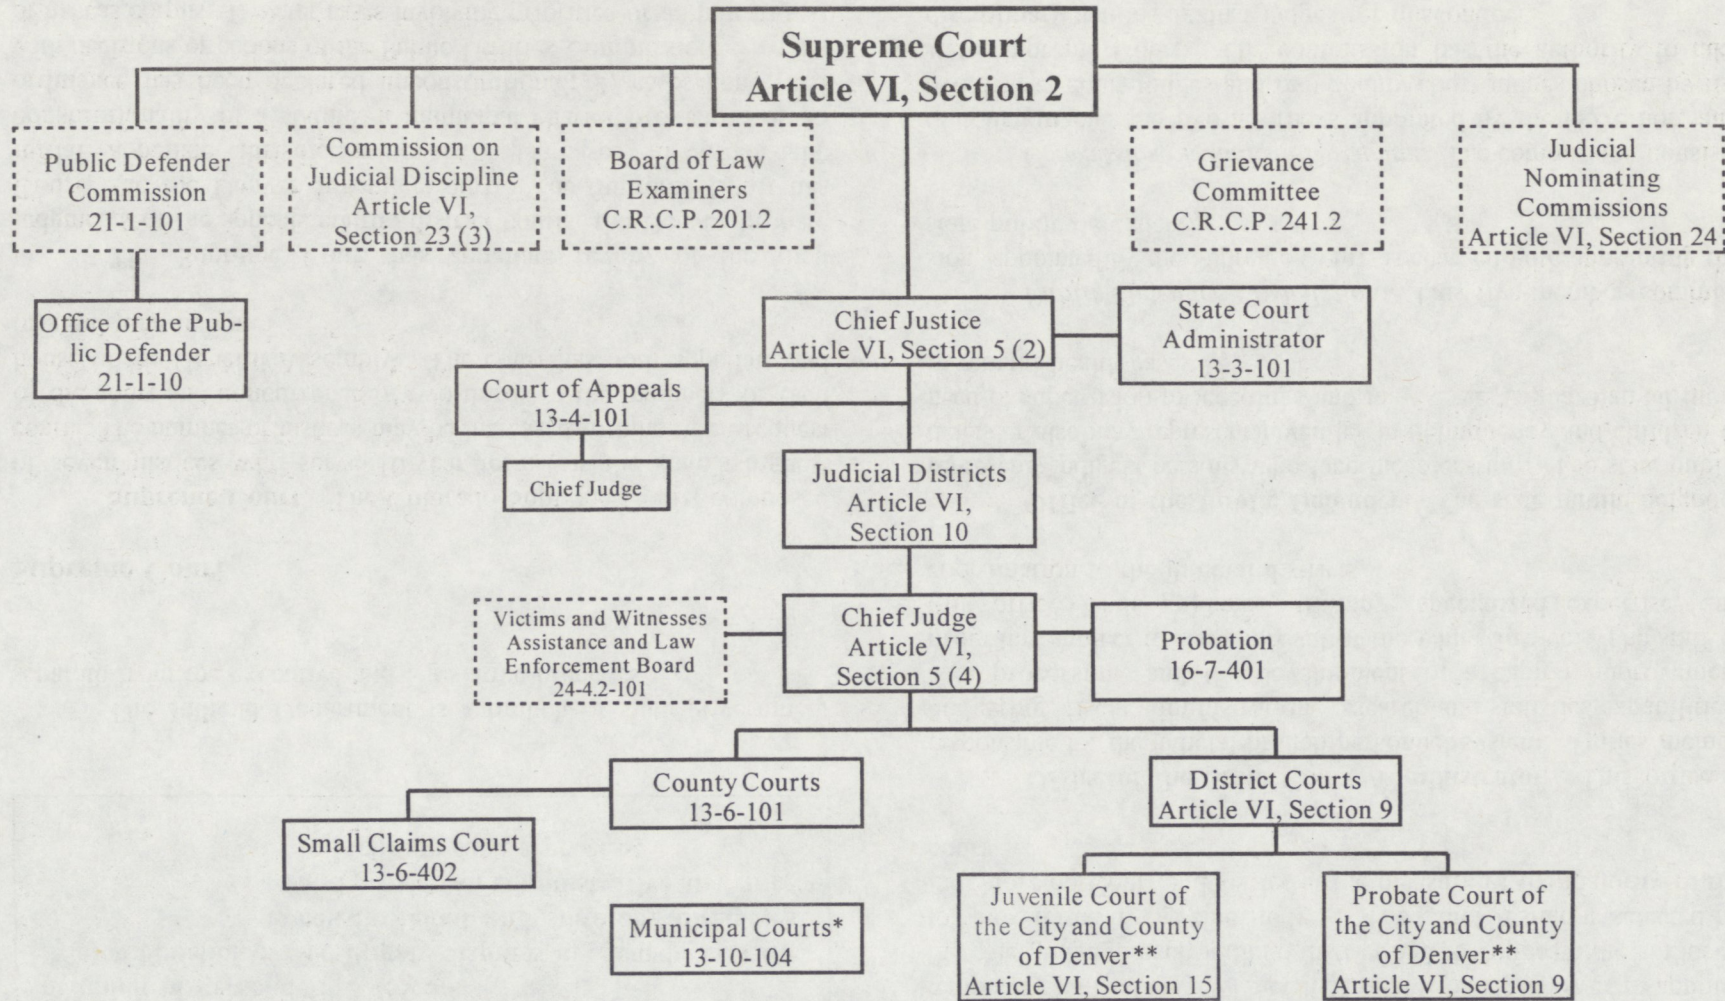 Supreme Court
Article VI, Section 2
Public Defender
Commission
21-1-101
Commission on
Judicial Discipline
Article VI,
Section 23 (3)
Board of Law
Examiners
C.R.C.P. 201.2
Grievance
Committee
C.R.C.P. 241.2
Judicial
Nominating
Commissions
Article VI, Section 24
Office of the Pub-
lic Defender
21-1-10
Chief Justice
Article VI, Section 5 (2)
State Court
Administrator
13-3-101
Court of Appeals
13-4-101
Chief Judge
Judicial Districts
Article VI,
Section 10
Victims and Witnesses
Assistance and Law
Enforcement Board
24-4.2-101
Chief Judge
Article VI,
Section 5 (4)
Probation
16-7-401
County Courts
13-6-101
District Courts
Article VI, Section 9
Small Claims Court
13-6-402
Municipal Courts*
13-10-104
Juvenile Court of
the City and County
of Denver**
Article VI, Section 15
Probate Court of
the City and County
of Denver**
Article VI, Section 9